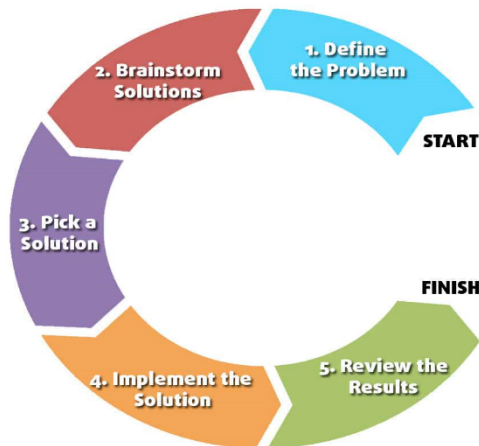 1. Define
the Problem
START
2. Brainstorm
Solutions
3. Pick a
Solution
4. Implement the
Solution
5. Review the
Results
FINISH